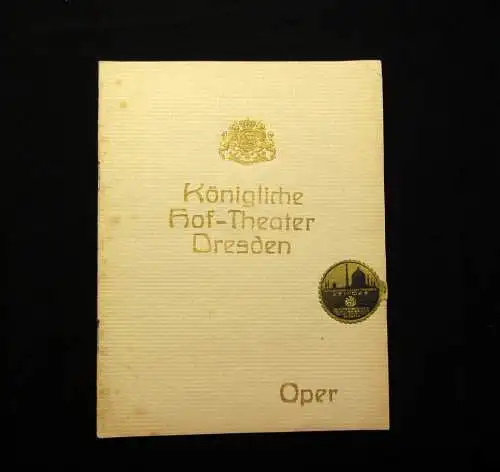 Königliche
Hof-Theater
Dresden
Oper